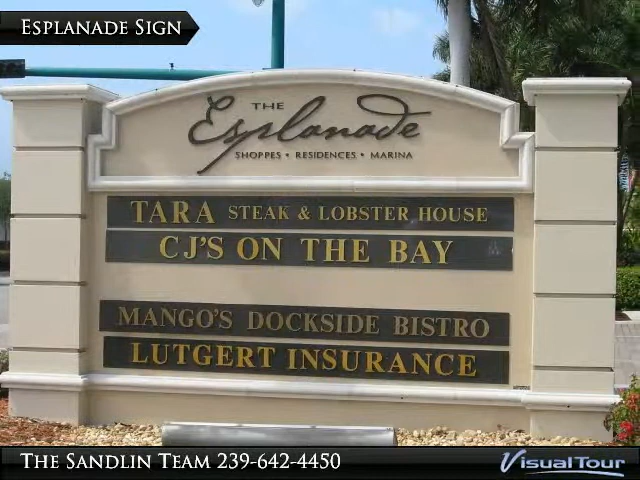 Esplanade Sign
THE
Esplanade
SHOPPES • RESIDENCES • MARINA
TARA STEAK & LOBSTER HOUSE
CJ'S ON THE BAY
MANGO'S DOCKSIDE BISTRO
LUTGERT INSURANCE
The Sandlin Team 239-642-4450
VisualTour